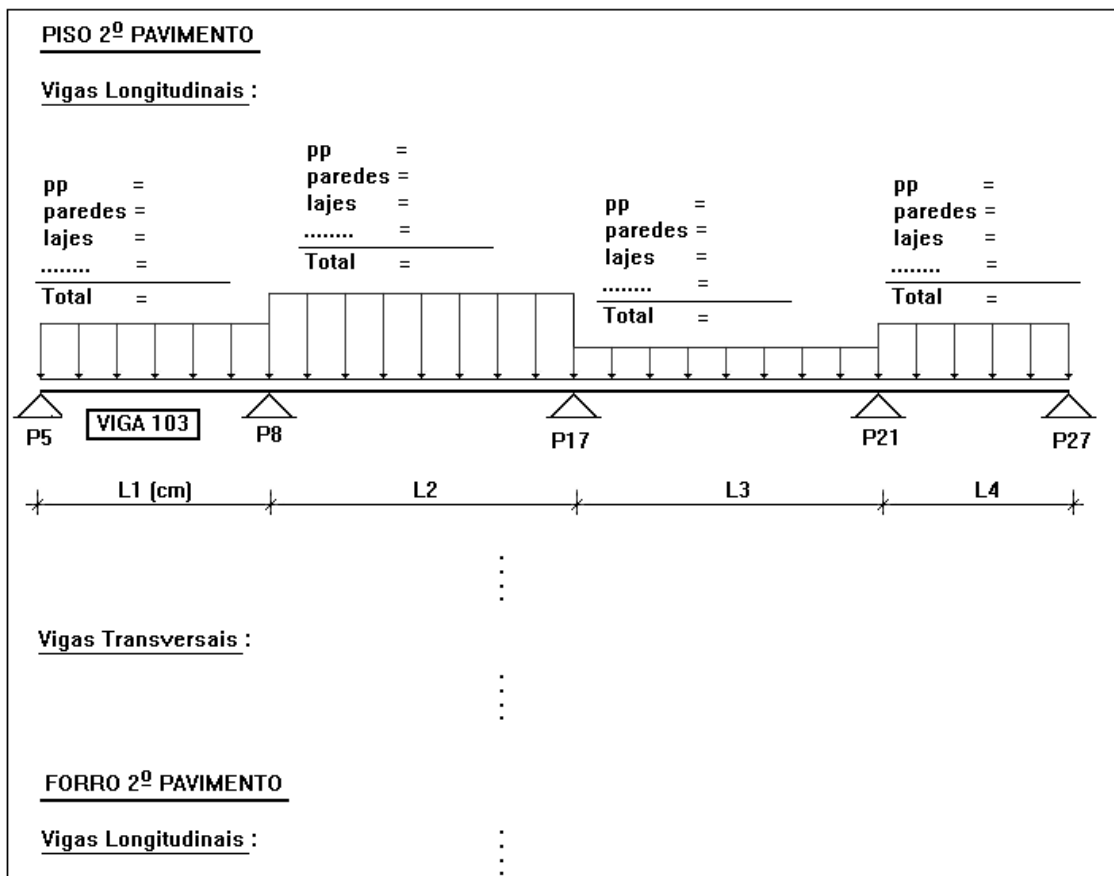 PISO 2º PAVIMENTO
Vigas Longitudinais :
pp =
paredes =
lajes =
........ =
Total =
pp =
paredes =
lajes =
........ =
Total =
pp =
paredes =
lajes =
........ =
Total =
pp =
paredes =
lajes =
........ =
Total =
P5
VIGA 103
P8
P17
P21
P27
L1 (cm)
L2
L3
L4
Vigas Transversais :
FORRO 2º PAVIMENTO
Vigas Longitudinais :